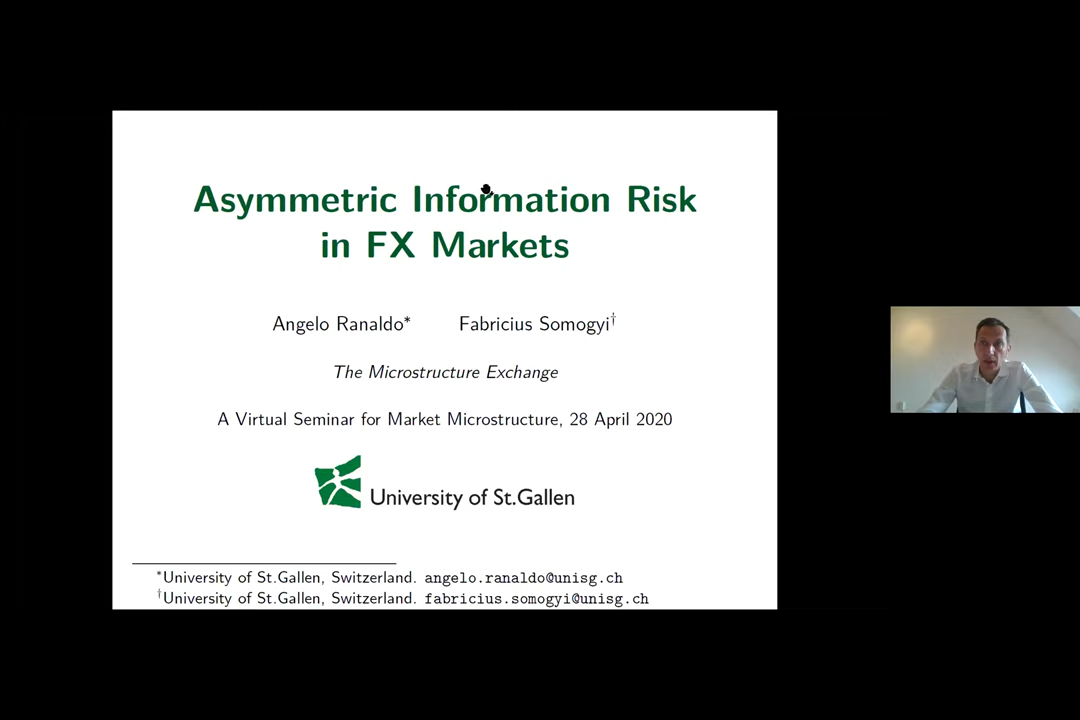 Asymmetric Information Risk
in FX Markets
Angelo Ranaldo* Fabricius Somogyi†
The Microstructure Exchange
A Virtual Seminar for Market Microstructure, 28 April 2020
University of St.Gallen
*University of St.Gallen, Switzerland. angelo.ranaldo@unisg.ch
†University of St.Gallen, Switzerland. fabricius.somogyi@unisg.ch